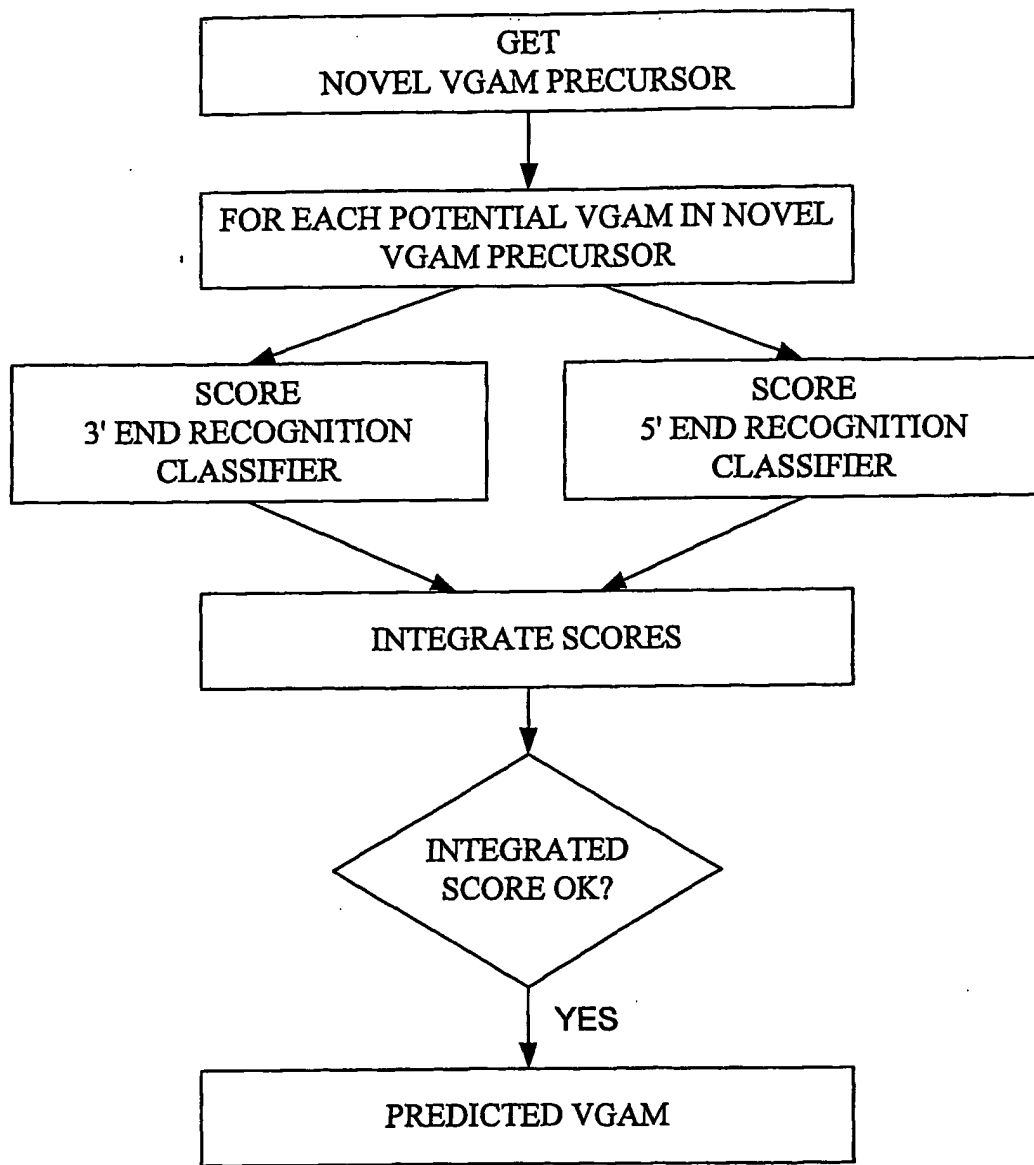 GET
NOVEL VGAM PRECURSOR
FOR EACH POTENTIAL VGAM IN NOVEL
VGAM PRECURSOR
SCORE
3' END RECOGNITION
CLASSIFIER
SCORE
5' END RECOGNITION
CLASSIFIER
INTEGRATE SCORES
INTEGRATED
SCORE OK?
YES
PREDICTED VGAM